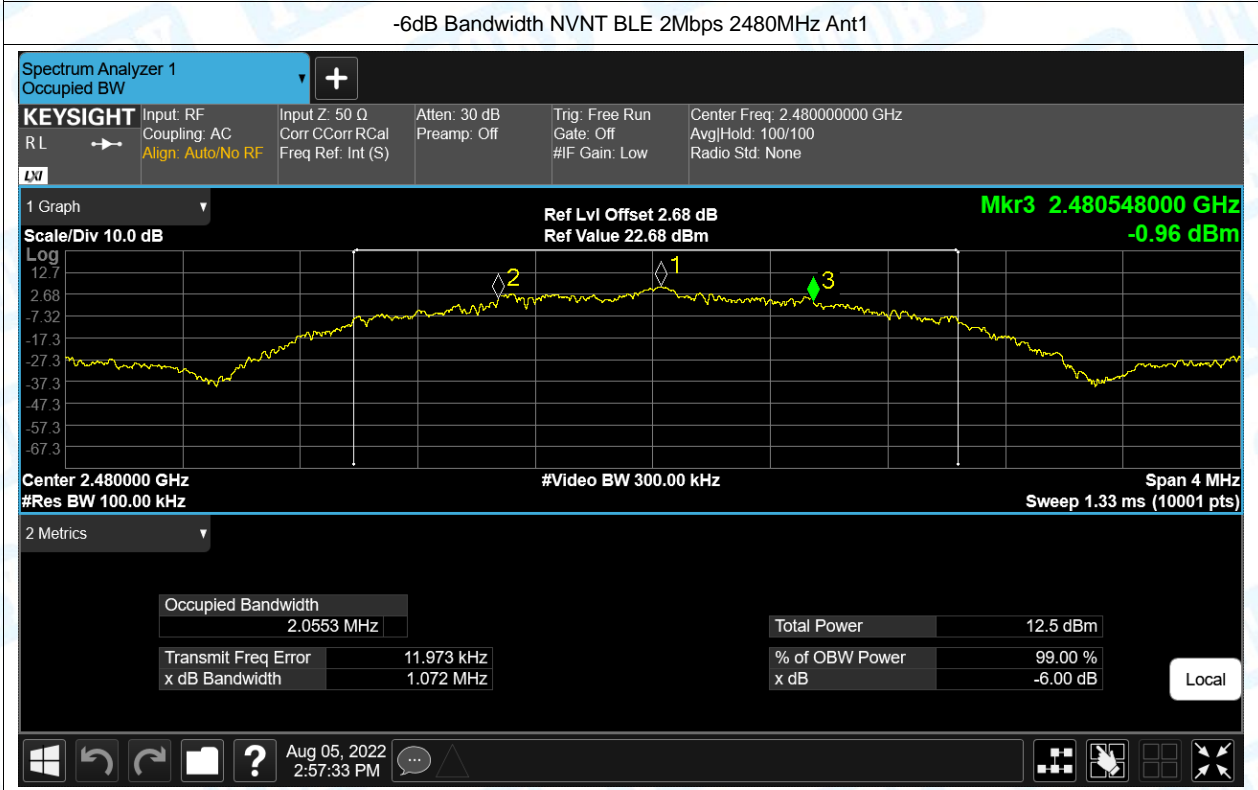 -6dB Bandwidth NVNT BLE 2Mbps 2480MHz Ant1
Spectrum Analyzer 1
Occupied BW
KEYSIGHT
R L
LXI
Input: RF
Coupling: AC
Align: Auto/No RF
Input Z: 50 Ω
Corr CCorr RCal
Freq Ref: Int (S)
Atten: 30 dB
Preamp: Off
Trig: Free Run
Gate: Off
#IF Gain: Low
Center Freq: 2.480000000 GHz
Avg|Hold: 100/100
Radio Std: None
1 Graph
Scale/Div 10.0 dB
Ref Lvl Offset 2.68 dB
Ref Value 22.68 dBm
Mkr3 2.480548000 GHz
-0.96 dBm
Log
12.7
2.68
-7.32
-17.3
-27.3
-37.3
-47.3
-57.3
-67.3
2
1
3
Center 2.480000 GHz
#Res BW 100.00 kHz
#Video BW 300.00 kHz
Span 4 MHz
Sweep 1.33 ms (10001 pts)
2 Metrics
Occupied Bandwidth
2.0553 MHz
Transmit Freq Error 11.973 kHz
x dB Bandwidth 1.072 MHz
Total Power 12.5 dBm
% of OBW Power 99.00 %
x dB -6.00 dB
Local
?
Aug 05, 2022
2:57:33 PM